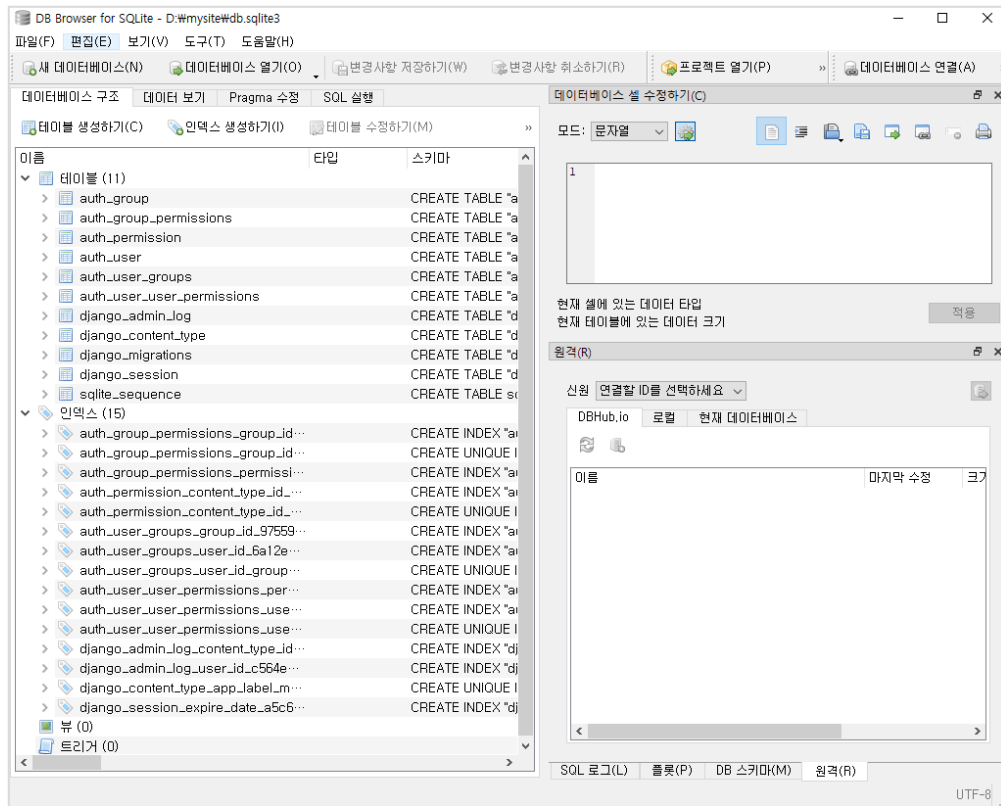 DB Browser for SQLite - D:₩mysite₩db.sqlite3
파일(F) 편집(E) 보기(V) 도구(T) 도움말(H)
새 데이터베이스(N) 데이터베이스 열기(O) 변경사항 저장하기(W) 변경사항 취소하기(R) 프로젝트 열기(P) » 데이터베이스 연결(A)
데이터베이스 구조 데이터 보기 Pragma 수정 SQL 실행
테이블 생성하기(C) 인덱스 생성하기(I) 테이블 수정하기(M) »
이름 타입 스키마
테이블 (11)
auth_group CREATE TABLE "a
auth_group_permissions CREATE TABLE "a
auth_permission CREATE TABLE "a
auth_user CREATE TABLE "a
auth_user_groups CREATE TABLE "a
auth_user_user_permissions CREATE TABLE "a
django_admin_log CREATE TABLE "d
django_content_type CREATE TABLE "d
django_migrations CREATE TABLE "d
django_session CREATE TABLE "d
sqlite_sequence CREATE TABLE s
인덱스 (15)
auth_group_permissions_group_id··· CREATE INDEX "a
auth_group_permissions_group_id··· CREATE UNIQUE I
auth_group_permissions_permissi··· CREATE INDEX "a
auth_permission_content_type_id_··· CREATE INDEX "a
auth_permission_content_type_id_··· CREATE UNIQUE I
auth_user_groups_group_id_97559··· CREATE INDEX "a
auth_user_groups_user_id_6a12e··· CREATE INDEX "a
auth_user_groups_user_id_group··· CREATE UNIQUE I
auth_user_user_permissions_per··· CREATE INDEX "a
auth_user_user_permissions_use··· CREATE INDEX "a
auth_user_user_permissions_use··· CREATE UNIQUE I
django_admin_log_content_type_id··· CREATE INDEX "dj
django_admin_log_user_id_c564e··· CREATE INDEX "dj
django_content_type_app_label_m··· CREATE UNIQUE I
django_session_expire_date_a5c6··· CREATE INDEX "dj
뷰 (0)
트리거 (0)
데이터베이스 셀 수정하기(C)
모드: 문자열
1
현재 셀에 있는 데이터 타입
현재 테이블에 있는 데이터 크기
적용
원격(R)
신원 연결할 ID를 선택하세요
DBHub.io 로컬 현재 데이터베이스
이름 마지막 수정 크기
SQL 로그(L) 플롯(P) DB 스키마(M) 원격(R)
UTF-8